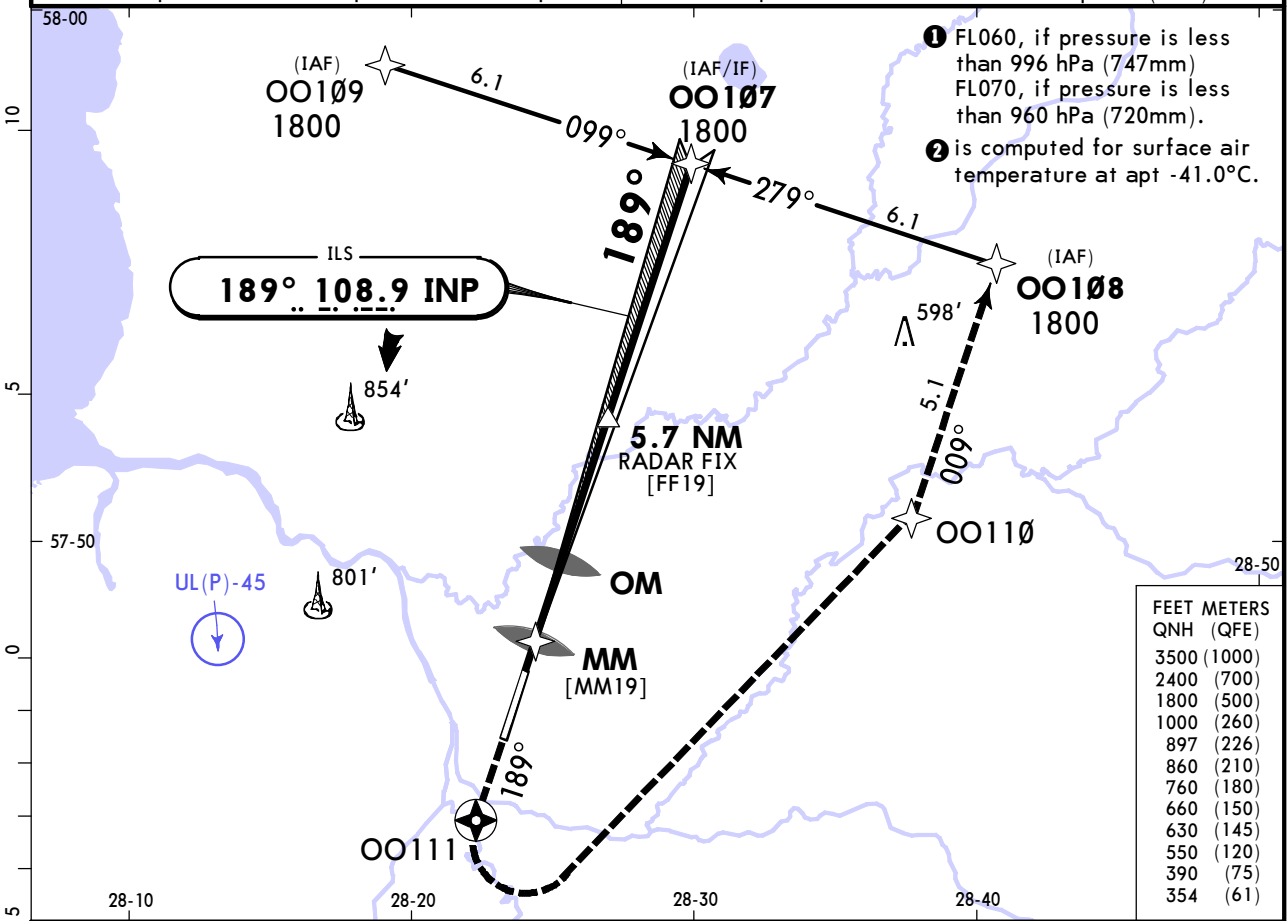 58-00
(IAF)
OO1Ø9
1800
6.1
099°
(IAF/IF)
OO1Ø7
1800
❶ FL060, if pressure is less
than 996 hPa (747mm)
FL070, if pressure is less
than 960 hPa (720mm).
❷ is computed for surface air
temperature at apt -41.0°C.
10
189°
279°
6.1
(IAF)
OO1Ø8
1800
ILS
189° 108.9 INP
598'
854'
5
5.1
009°
5.7 NM
RADAR FIX
[FF19]
57-50
OO11Ø
28-50
OM
UL(P)-45
801'
MM
[MM19]
0
189°
OO111
FEET METERS
QNH (QFE)
3500 (1000)
2400 (700)
1800 (500)
1000 (260)
897 (226)
860 (210)
760 (180)
660 (150)
630 (145)
550 (120)
390 (75)
354 (61)
5
28-10
28-20
28-30
28-40